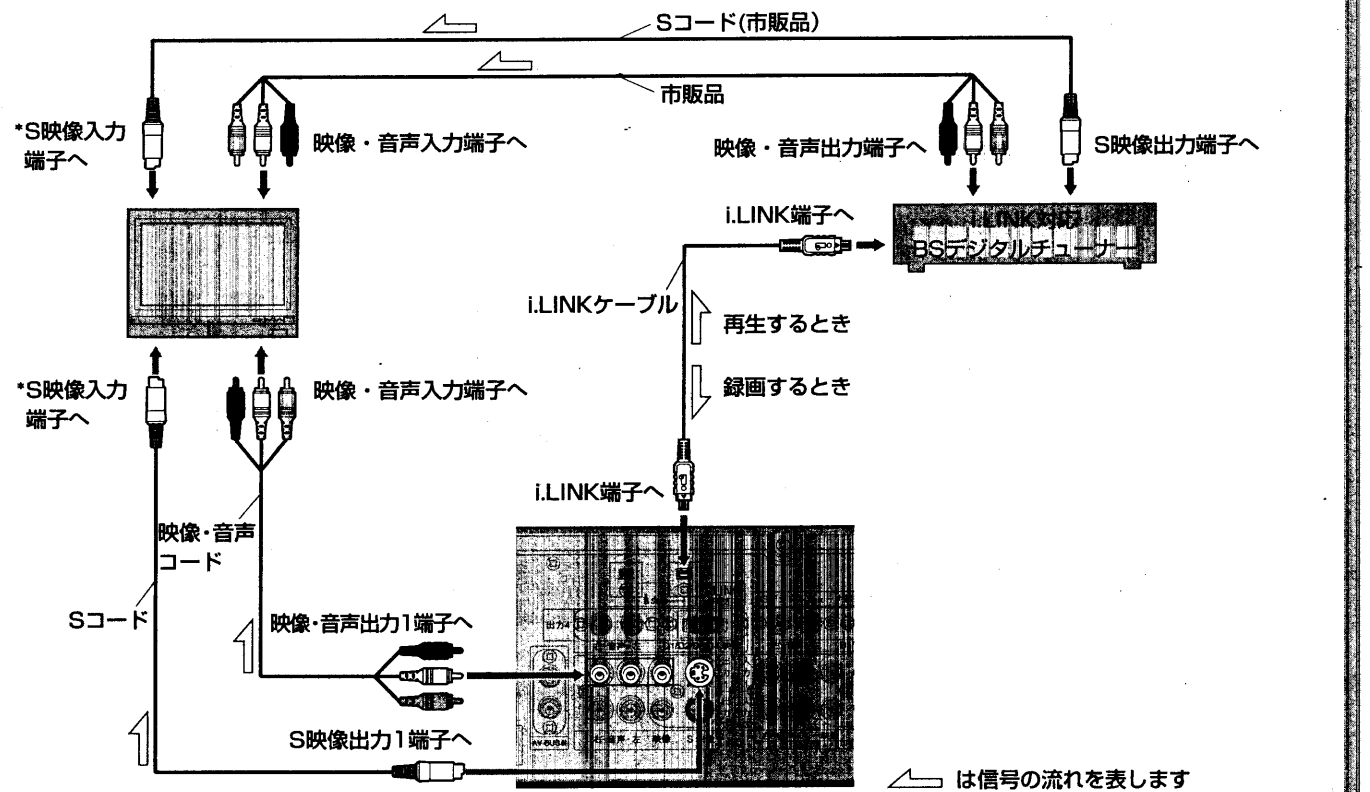 Sコード(市販品)
市販品
*S映像入力
端子へ
映像・音声入力端子へ
映像・音声出力端子へ
S映像出力端子へ
i.LINK端子へ
i.LINK対応
BSデジタルチューナー
i.LINKケーブル
再生するとき
録画するとき
*S映像入力
端子へ
映像・音声入力端子へ
i.LINK端子へ
映像・音声
コード
Sコード
映像・音声出力1端子へ
出力4
右 音声 左 映像
S映像出力1端子へ
は信号の流れを表します